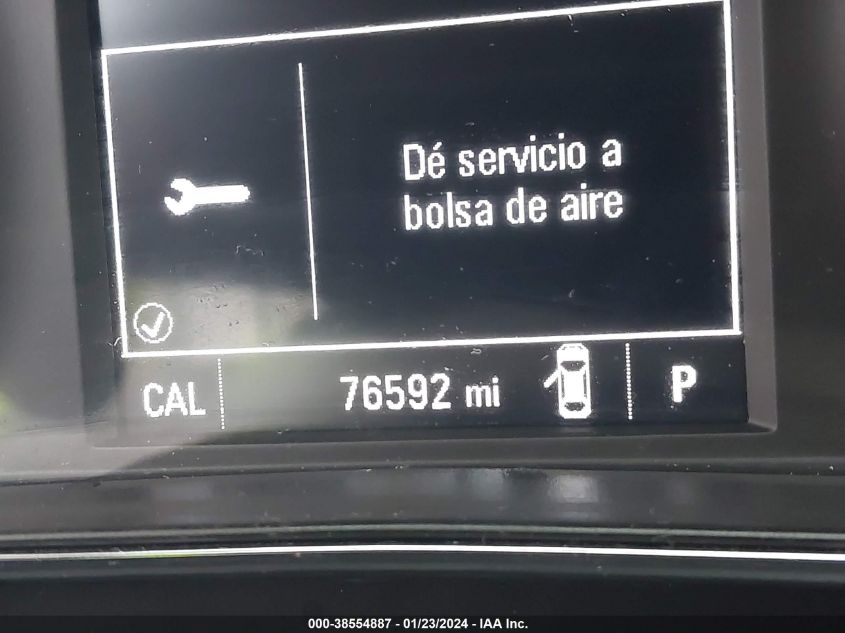 Dé servicio a
bolsa de aire
CAL 76592 mi P
000-38554887 - 01/23/2024 - IAA Inc.